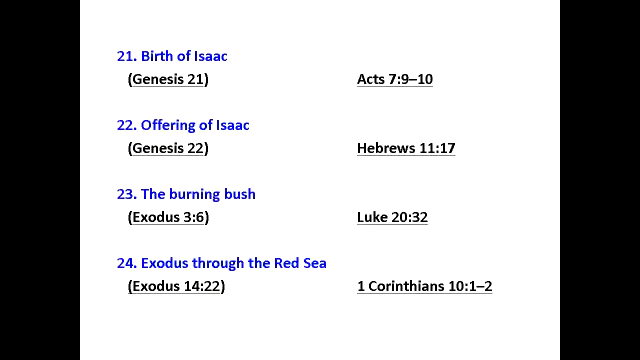 21. Birth of Isaac
(Genesis 21) Acts 7:9–10
22. Offering of Isaac
(Genesis 22) Hebrews 11:17
23. The burning bush
(Exodus 3:6) Luke 20:32
24. Exodus through the Red Sea
(Exodus 14:22) 1 Corinthians 10:1–2